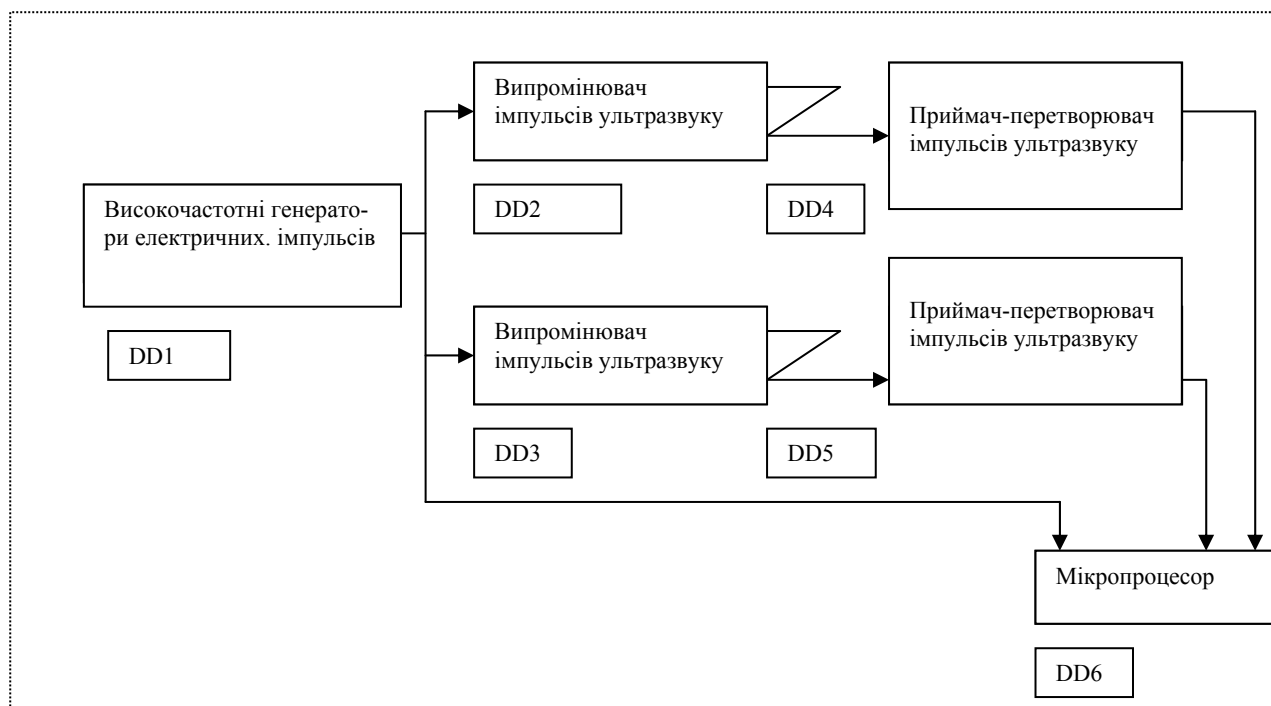 Випромінювач
імпульсів ультразвуку
Приймач-перетворювач
імпульсів ультразвуку
DD2
DD4
Високочастотні генерато-
ри електричних. імпульсів
DD1
Випромінювач
імпульсів ультразвуку
Приймач-перетворювач
імпульсів ультразвуку
DD3
DD5
Мікропроцесор
DD6